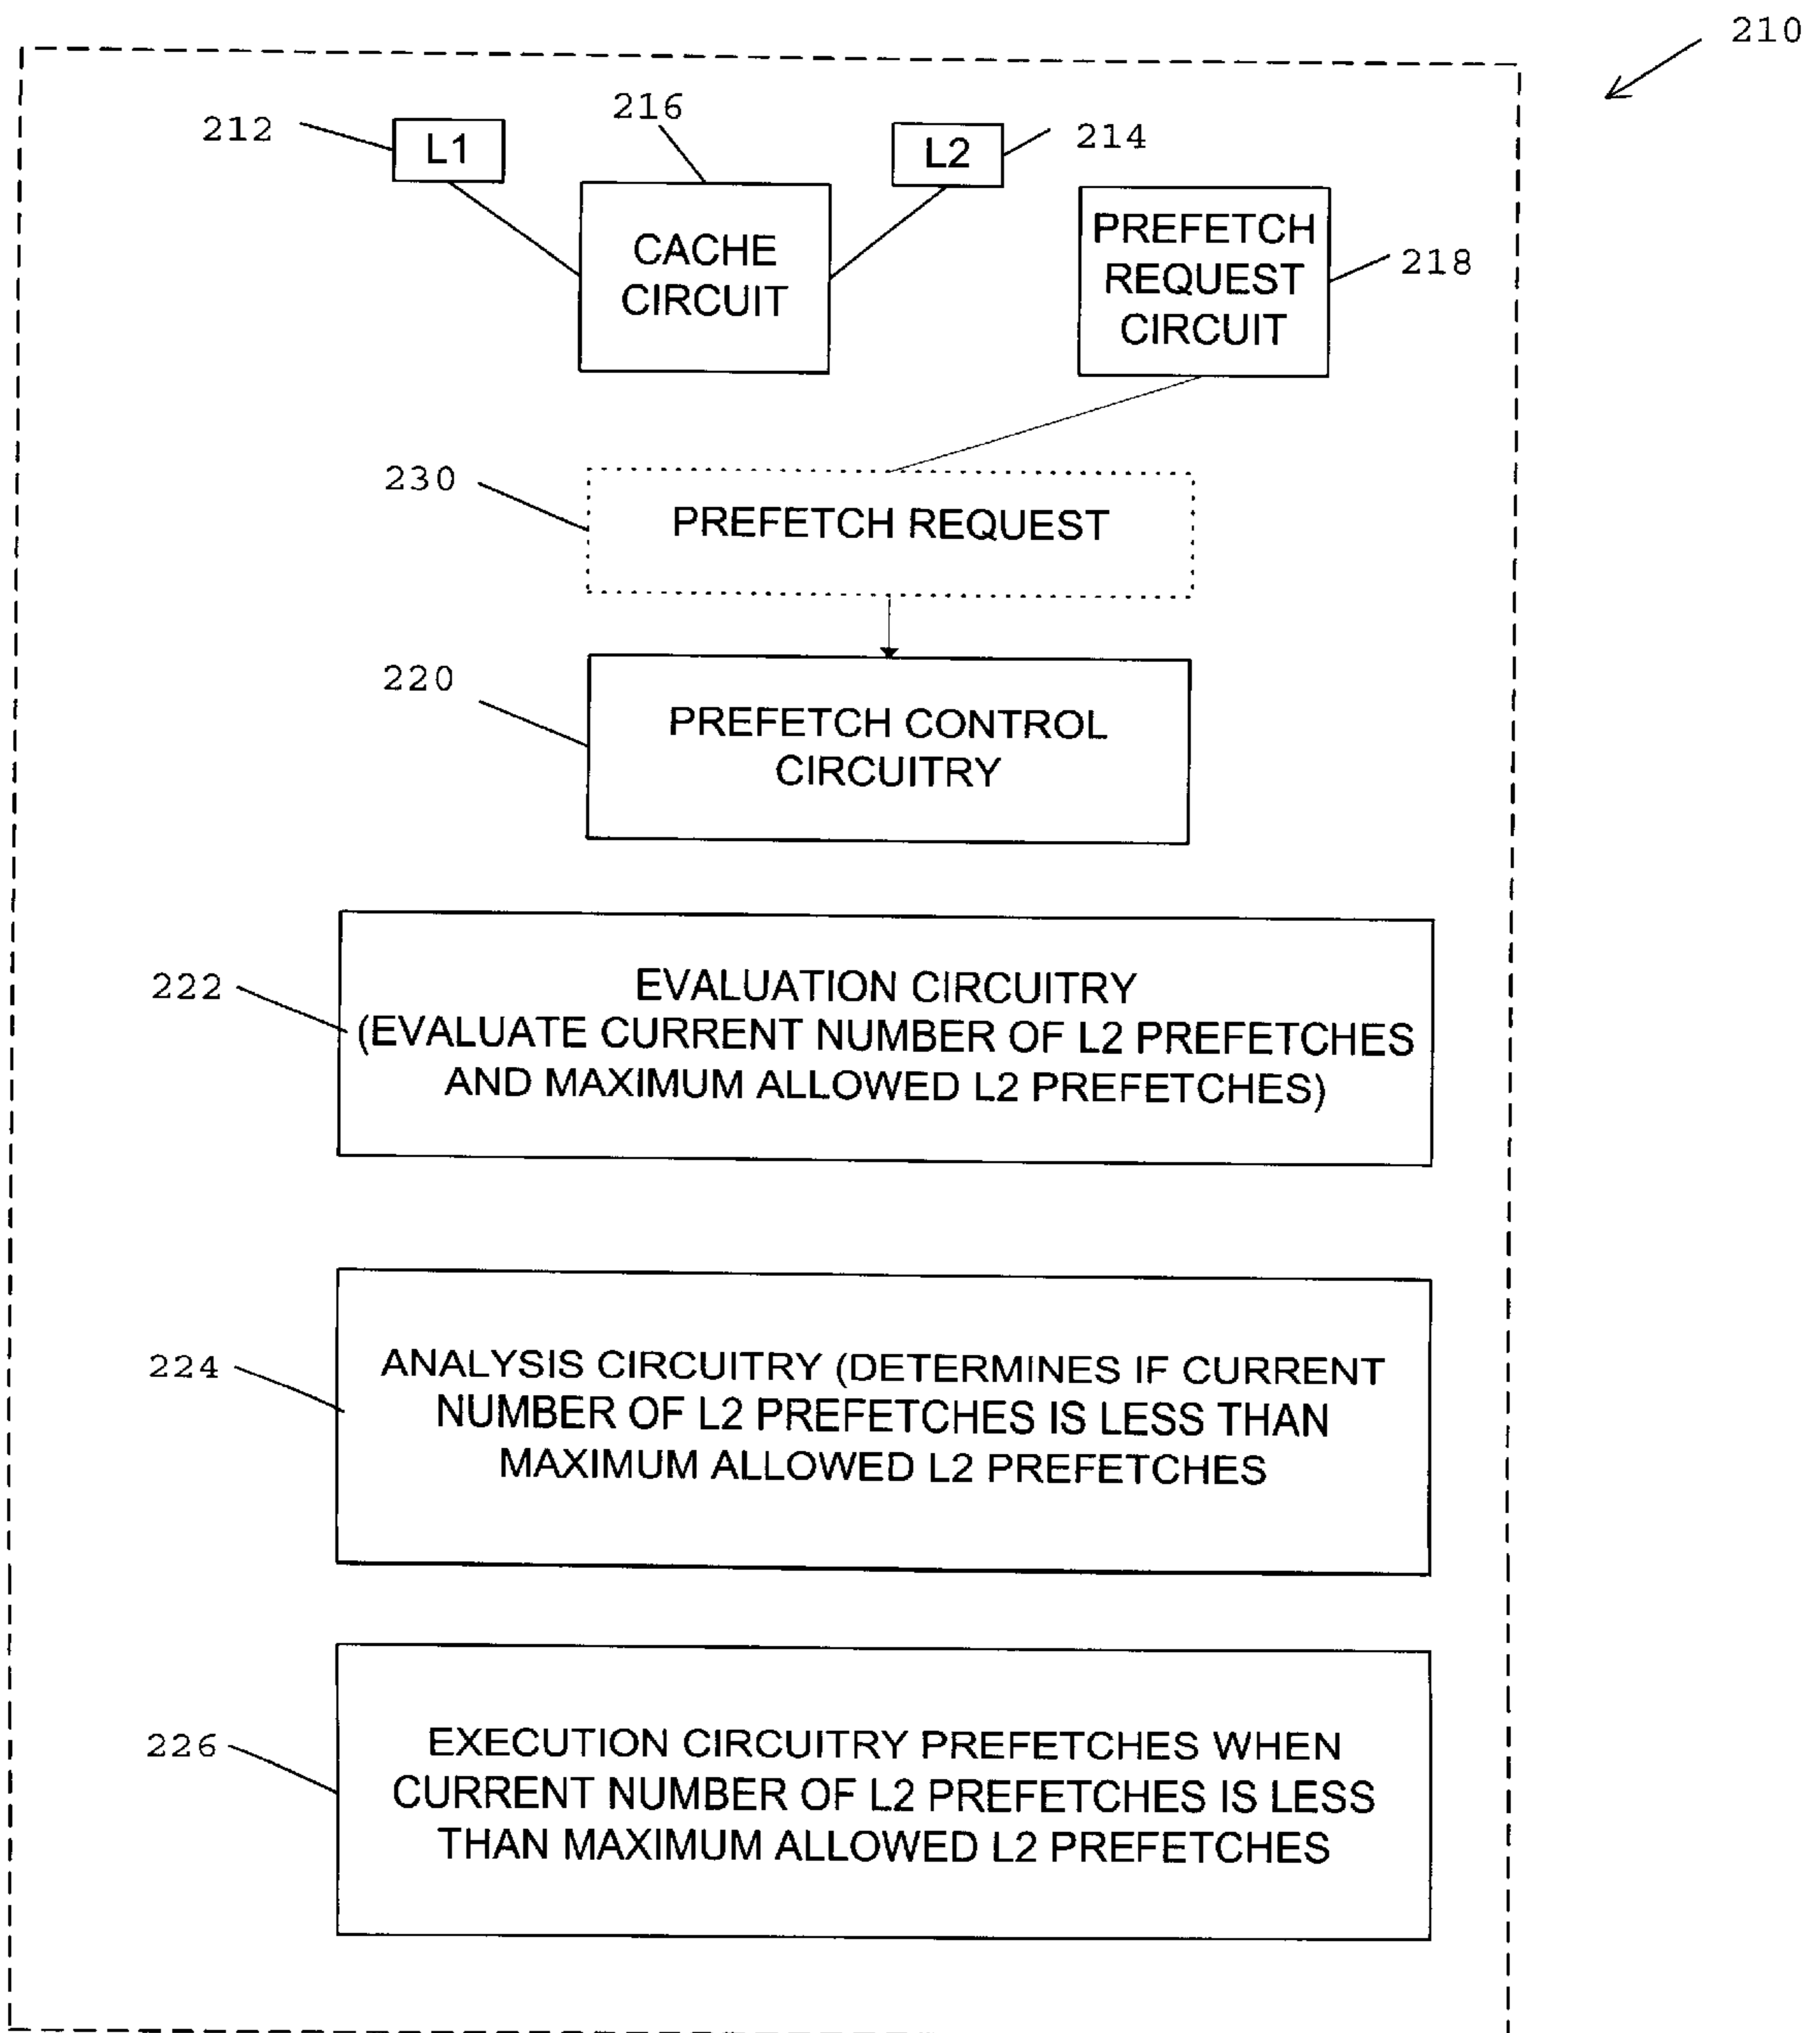 210
216
212
L1
L2
214
CACHE
CIRCUIT
PREFETCH
REQUEST
CIRCUIT
218
230
PREFETCH REQUEST
220
PREFETCH CONTROL
CIRCUITRY
222
EVALUATION CIRCUITRY
(EVALUATE CURRENT NUMBER OF L2 PREFETCHES
AND MAXIMUM ALLOWED L2 PREFETCHES)
224
ANALYSIS CIRCUITRY (DETERMINES IF CURRENT
NUMBER OF L2 PREFETCHES IS LESS THAN
MAXIMUM ALLOWED L2 PREFETCHES
226
EXECUTION CIRCUITRY PREFETCHES WHEN
CURRENT NUMBER OF L2 PREFETCHES IS LESS
THAN MAXIMUM ALLOWED L2 PREFETCHES